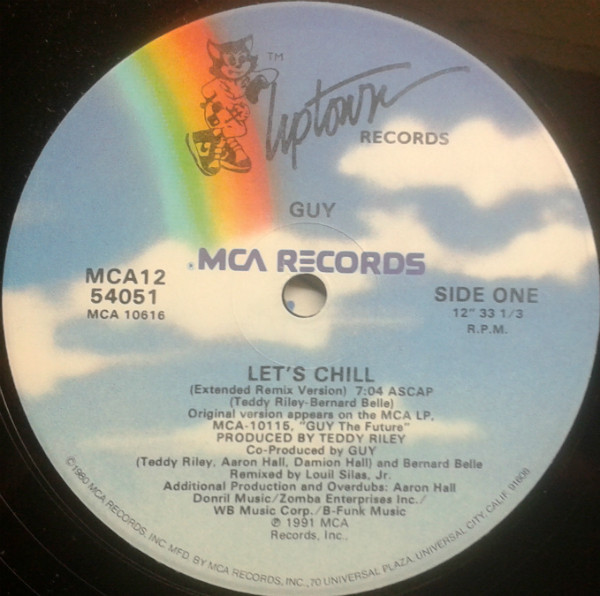 TM
Uptown
RECORDS
GUY
MCA RECORDS
MCA12
54051
MCA 10616
SIDE ONE
12" 33 1/3
R.P.M.
LET'S CHILL
(Extended Remix Version) 7:04 ASCAP
(Teddy Riley-Bernard Belle)
Original version appears on the MCA LP.
MCA-10115, "GUY The Future"
PRODUCED BY TEDDY RILEY
Co-Produced by GUY
(Teddy Riley, Aaron Hall, Damion Hall) and Bernard Belle
Remixed by Louil Silas, Jr.
Additional Production and Overdubs: Aaron Hall
Donril Music/Zomba Enterprises Inc./
WB Music Corp./B-Funk Music
℗ 1991 MCA
Records, Inc.,
©1980 MCA RECORDS, INC. MFD. BY MCA RECORDS, INC., 70 UNIVERSAL PLAZA, UNIVERSAL CITY, CALIF. 91608